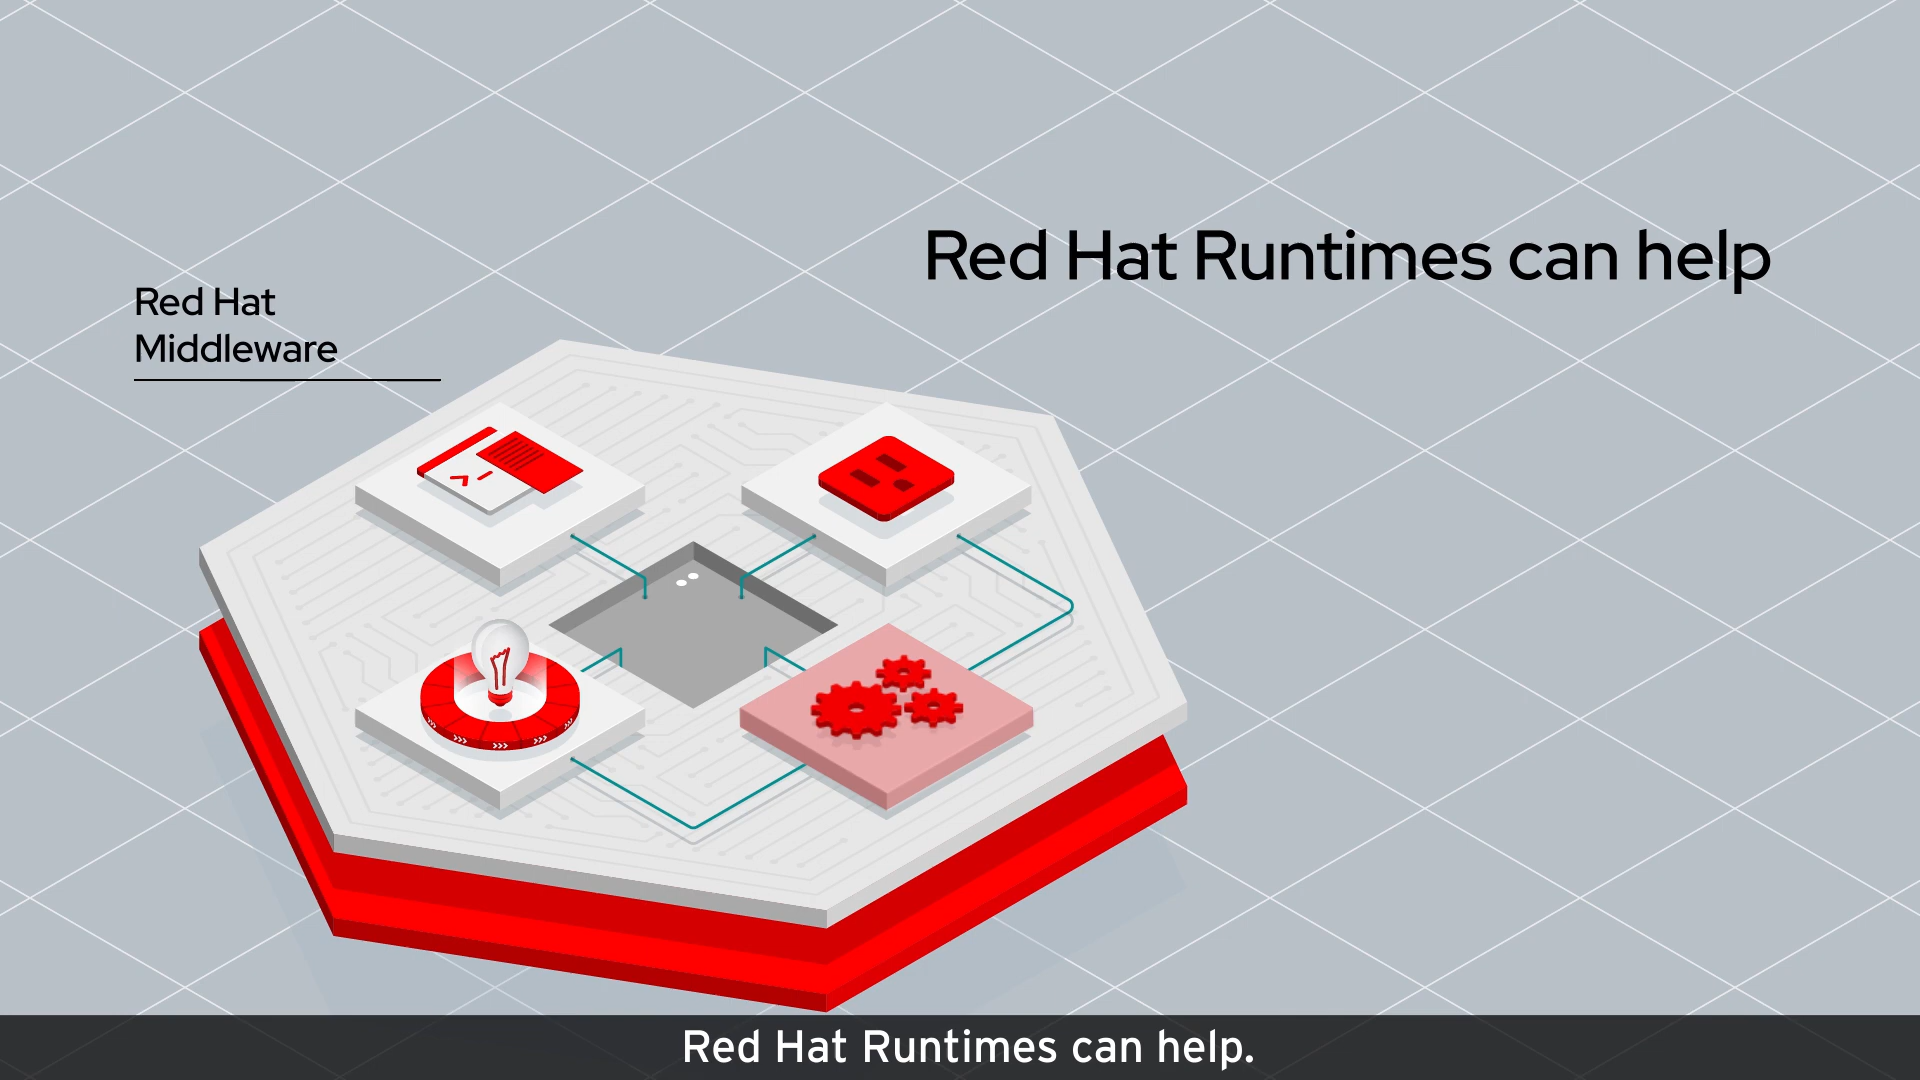 Red Hat Runtimes can help
Red Hat
Middleware
Red Hat Runtimes can help.